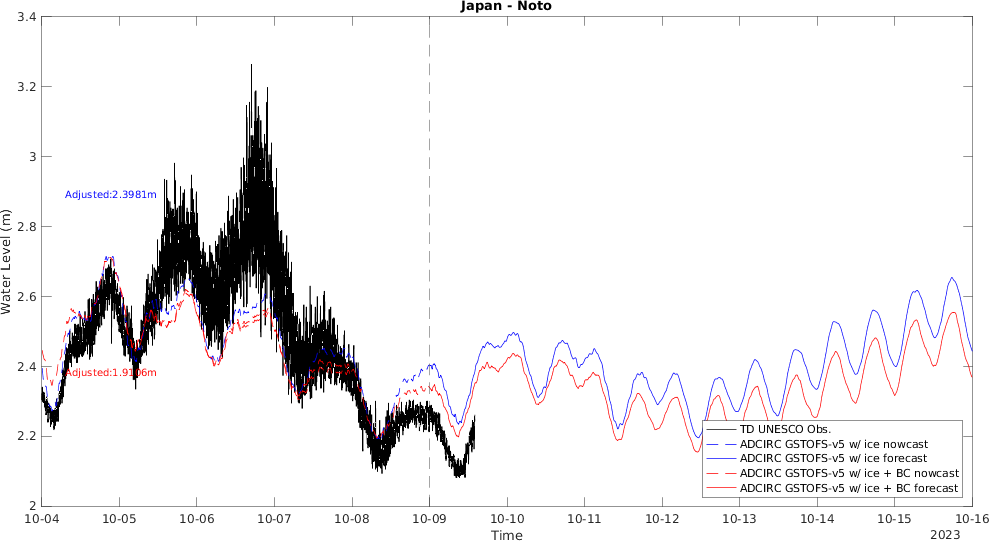 Japan - Noto
3.4
3.2
3
2.8
2.6
2.4
2.2
2
Water Level (m)
Adjusted:2.3981m
TD UNESCO Obs.
ADCIRC GSTOFS-v5 w/ ice nowcast
ADCIRC GSTOFS-v5 w/ ice forecast
ADCIRC GSTOFS-v5 w/ ice + BC nowcast
ADCIRC GSTOFS-v5 w/ ice + BC forecast
10-04 10-05 10-06 10-07 10-08 10-09 10-10 10-11 10-12 10-13 10-14 10-15 10-16
Time
2023